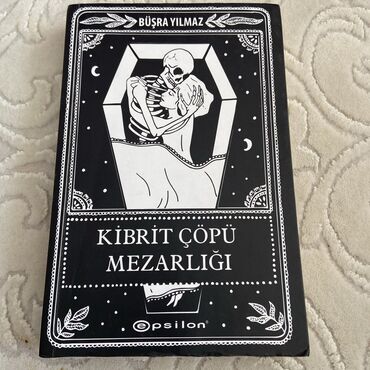 BÜŞRA YILMAZ
KİBRİT ÇÖPÜ
MEZARLIĞI
epsilon